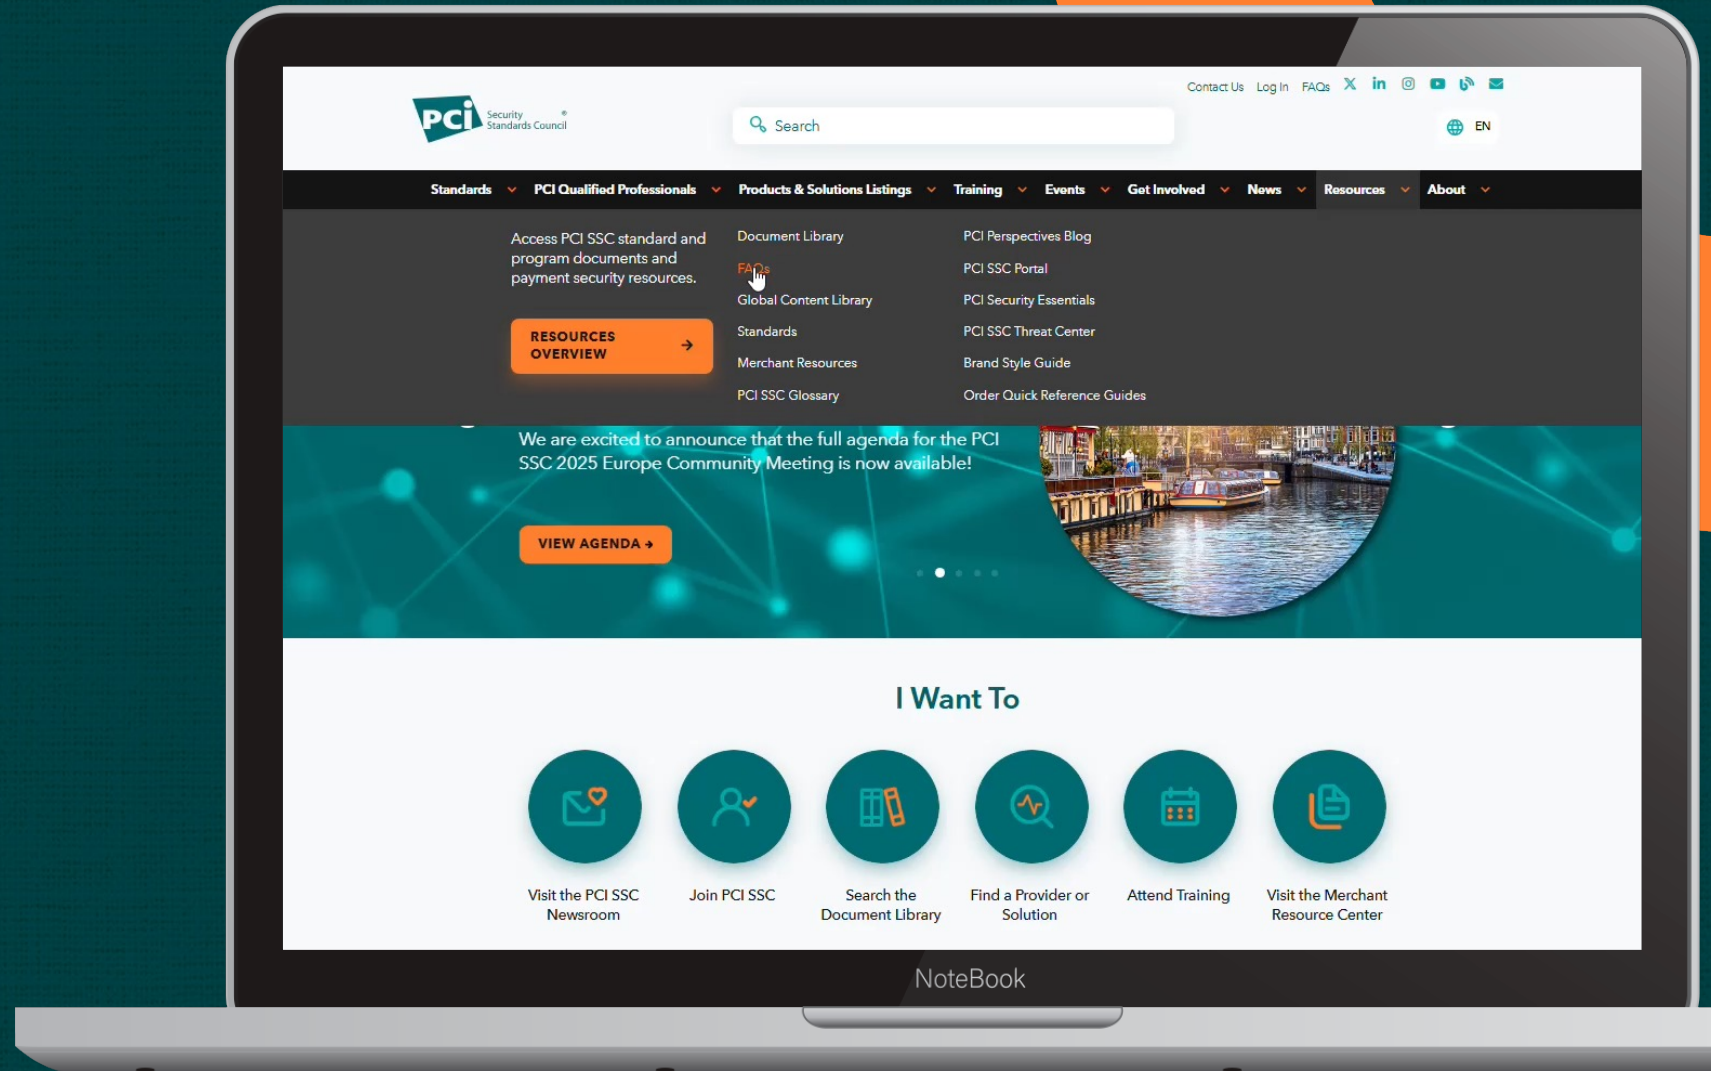 Contact Us Log In FAQs
PCI Security
Standards Council ®
Search
EN
Standards PCI Qualified Professionals Products & Solutions Listings Training Events Get Involved News Resources About
Access PCI SSC standard and
program documents and
payment security resources.
RESOURCES
OVERVIEW
Document Library
FAQs
Global Content Library
Standards
Merchant Resources
PCI SSC Glossary
PCI Perspectives Blog
PCI SSC Portal
PCI Security Essentials
PCI SSC Threat Center
Brand Style Guide
Order Quick Reference Guides
We are excited to announce that the full agenda for the PCI
SSC 2025 Europe Community Meeting is now available!
VIEW AGENDA
I Want To
Visit the PCI SSC
Newsroom
Join PCI SSC
Search the
Document Library
Find a Provider or
Solution
Attend Training
Visit the Merchant
Resource Center
NoteBook